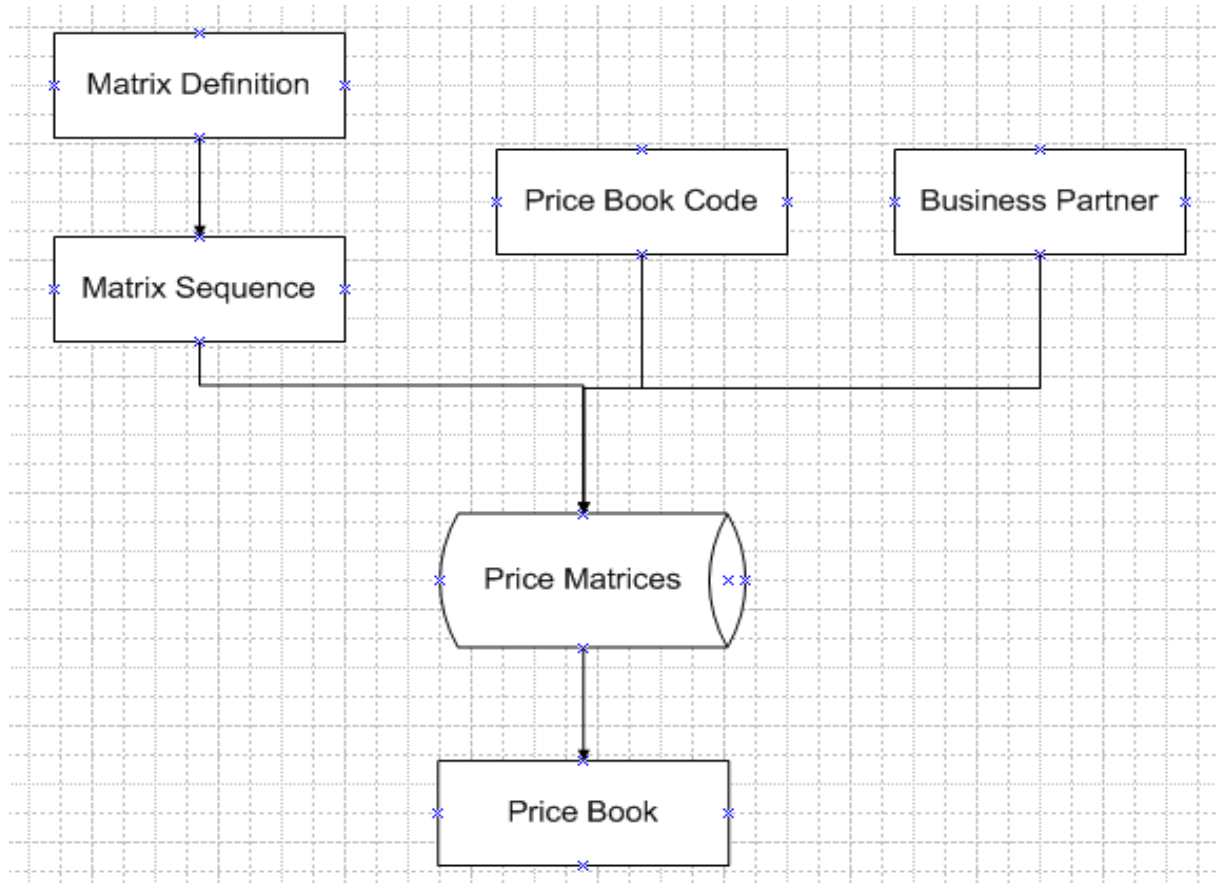 Matrix Definition
Price Book Code
Business Partner
Matrix Sequence
Price Matrices
Price Book